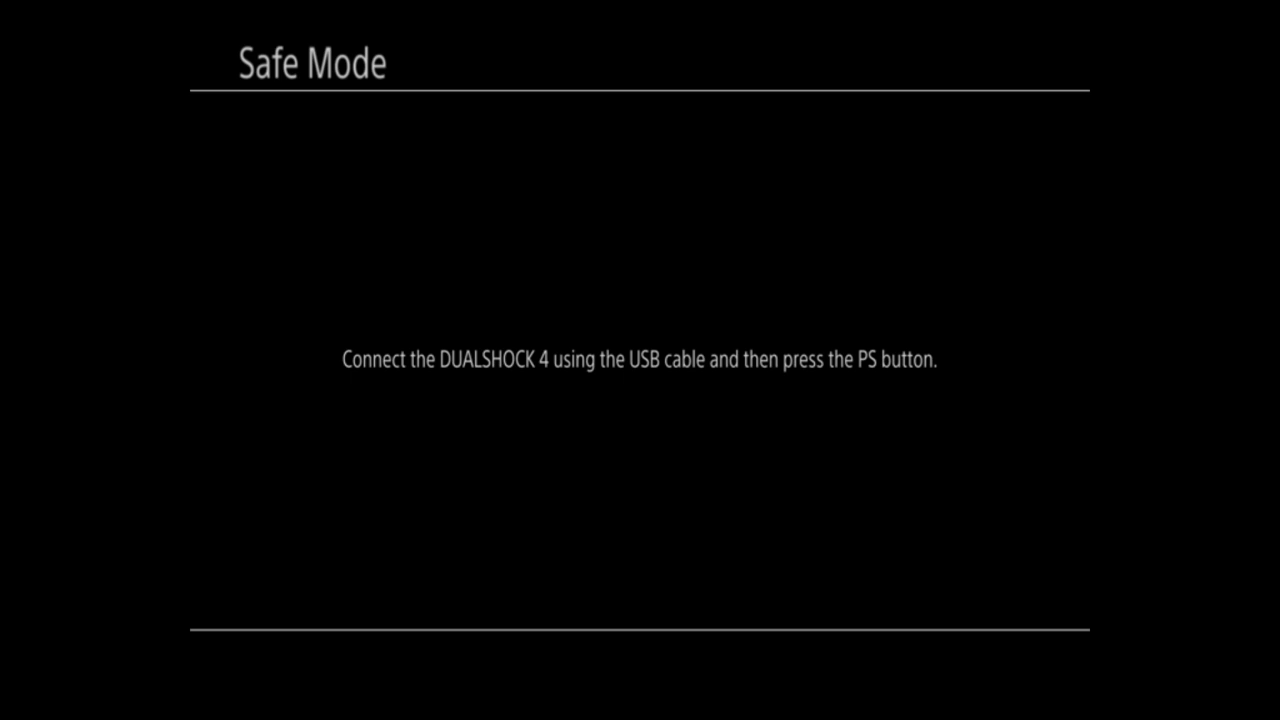 Safe Mode
Connect the DUALSHOCK 4 using the USB cable and then press the PS button.